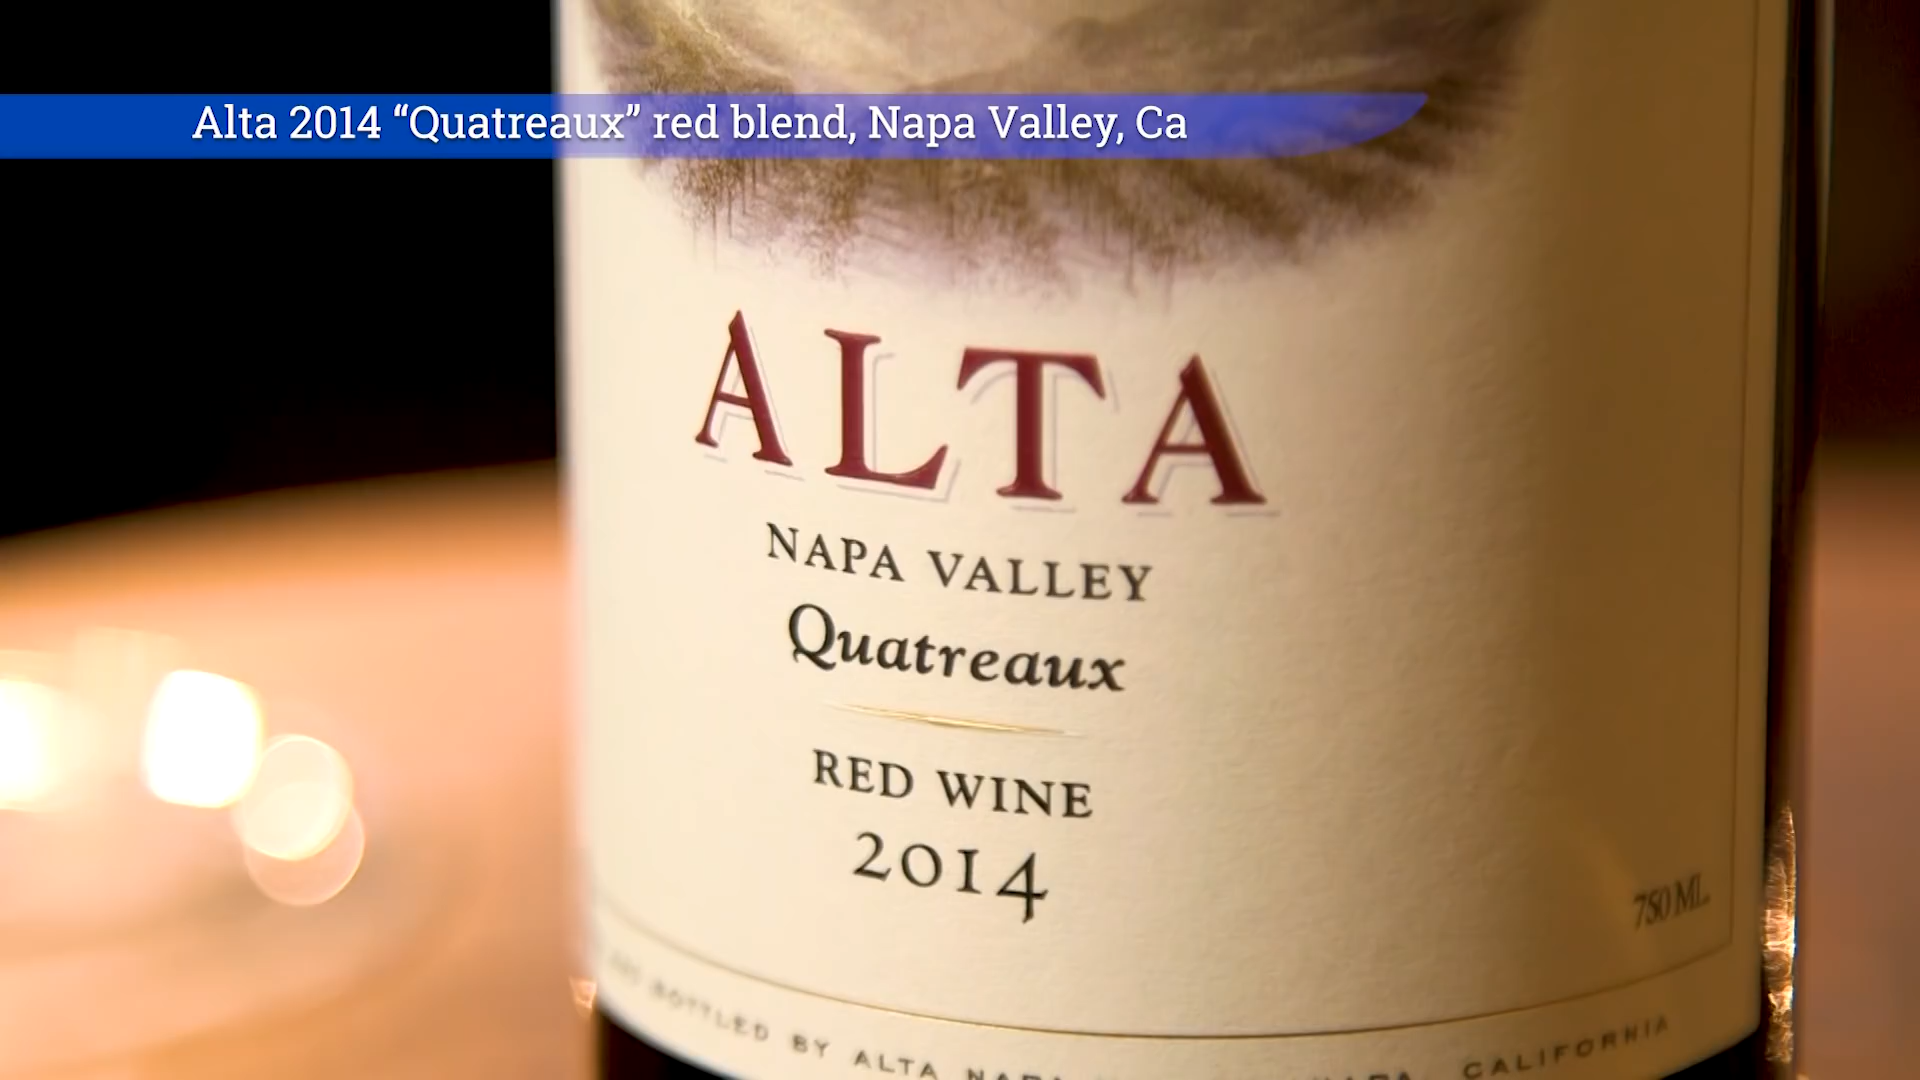 Alta 2014 “Quatreaux” red blend, Napa Valley, Ca
ALTA
NAPA VALLEY
Quatreaux
RED WINE
2014
750 ML
BOTTLED BY ALTA CALIFORNIA